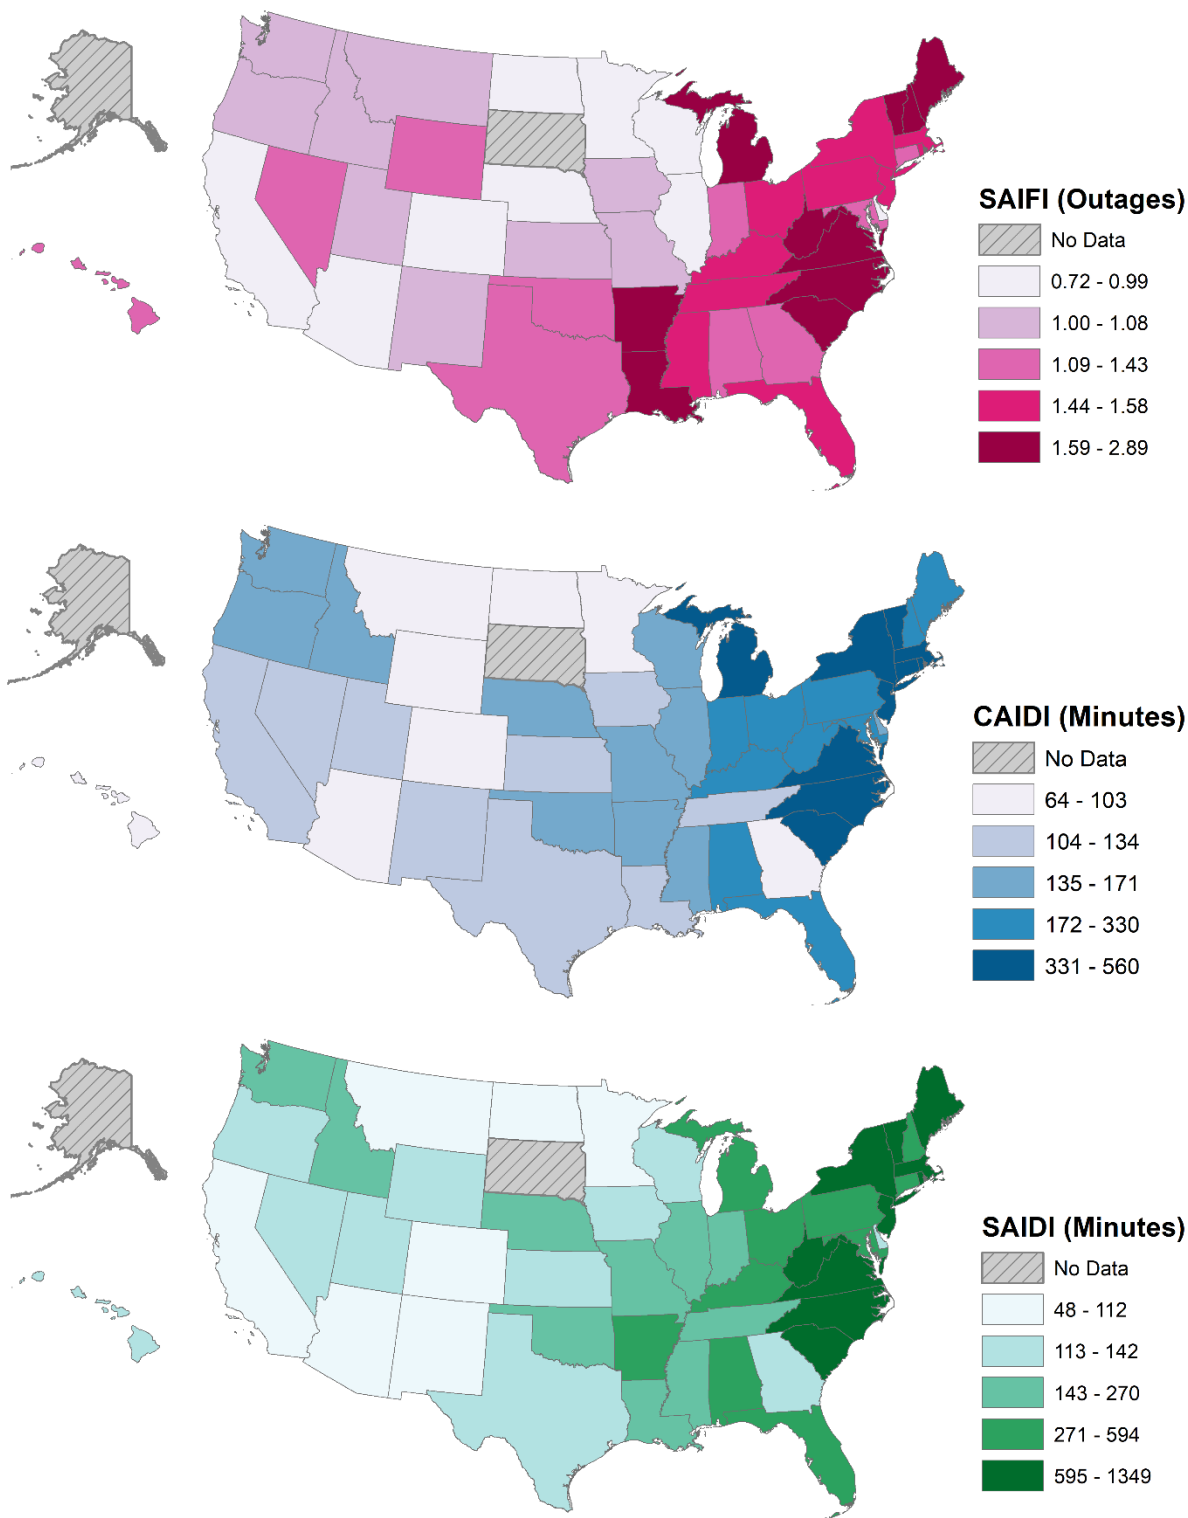 SAIFI (Outages)
No Data
0.72 - 0.99
1.00 - 1.08
1.09 - 1.43
1.44 - 1.58
1.59 - 2.89
CAIDI (Minutes)
No Data
64 - 103
104 - 134
135 - 171
172 - 330
331 - 560
SAIDI (Minutes)
No Data
48 - 112
113 - 142
143 - 270
271 - 594
595 - 1349